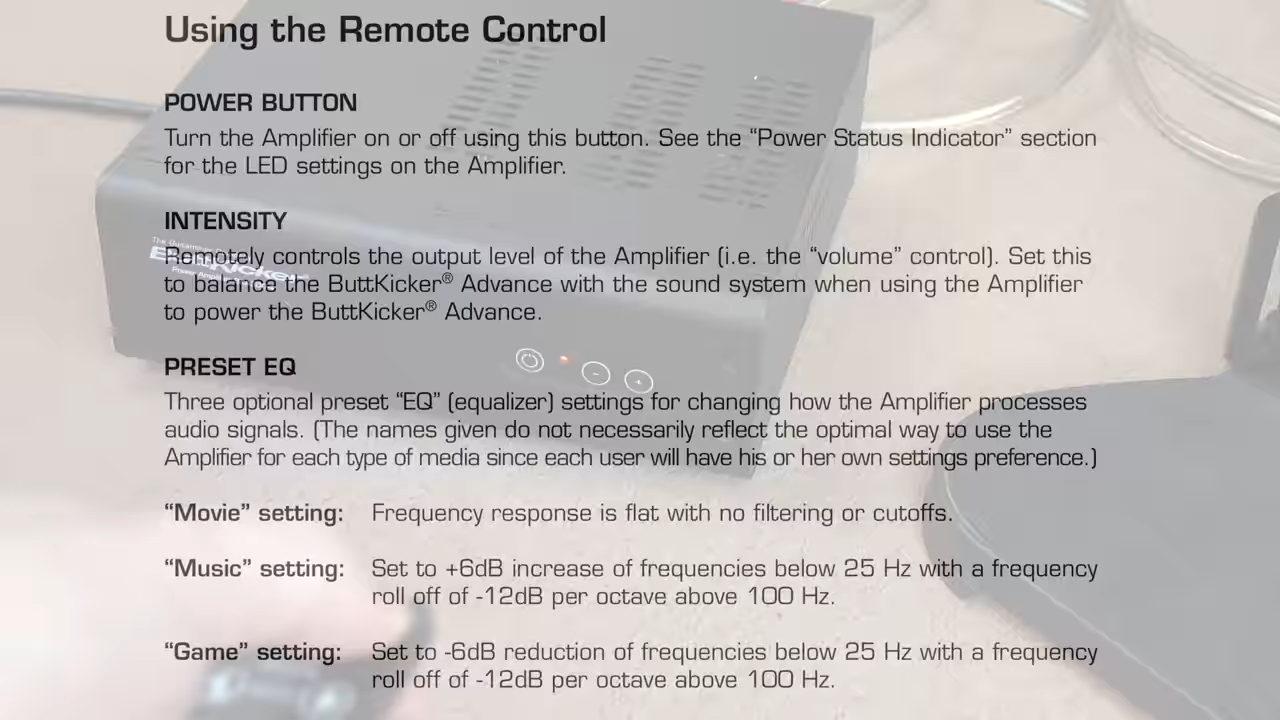 Using the Remote Control
POWER BUTTON
Turn the Amplifier on or off using this button. See the “Power Status Indicator” section
for the LED settings on the Amplifier.
INTENSITY
Remotely controls the output level of the Amplifier (i.e. the “volume” control). Set this
to balance the ButtKicker® Advance with the sound system when using the Amplifier
to power the ButtKicker® Advance.
PRESET EQ
Three optional preset “EQ” (equalizer) settings for changing how the Amplifier processes
audio signals. (The names given do not necessarily reflect the optimal way to use the
Amplifier for each type of media since each user will have his or her own settings preference.)
“Movie” setting: Frequency response is flat with no filtering or cutoffs.
“Music” setting: Set to +6dB increase of frequencies below 25 Hz with a frequency
roll off of -12dB per octave above 100 Hz.
“Game” setting: Set to -6dB reduction of frequencies below 25 Hz with a frequency
roll off of -12dB per octave above 100 Hz.
ButtKicker